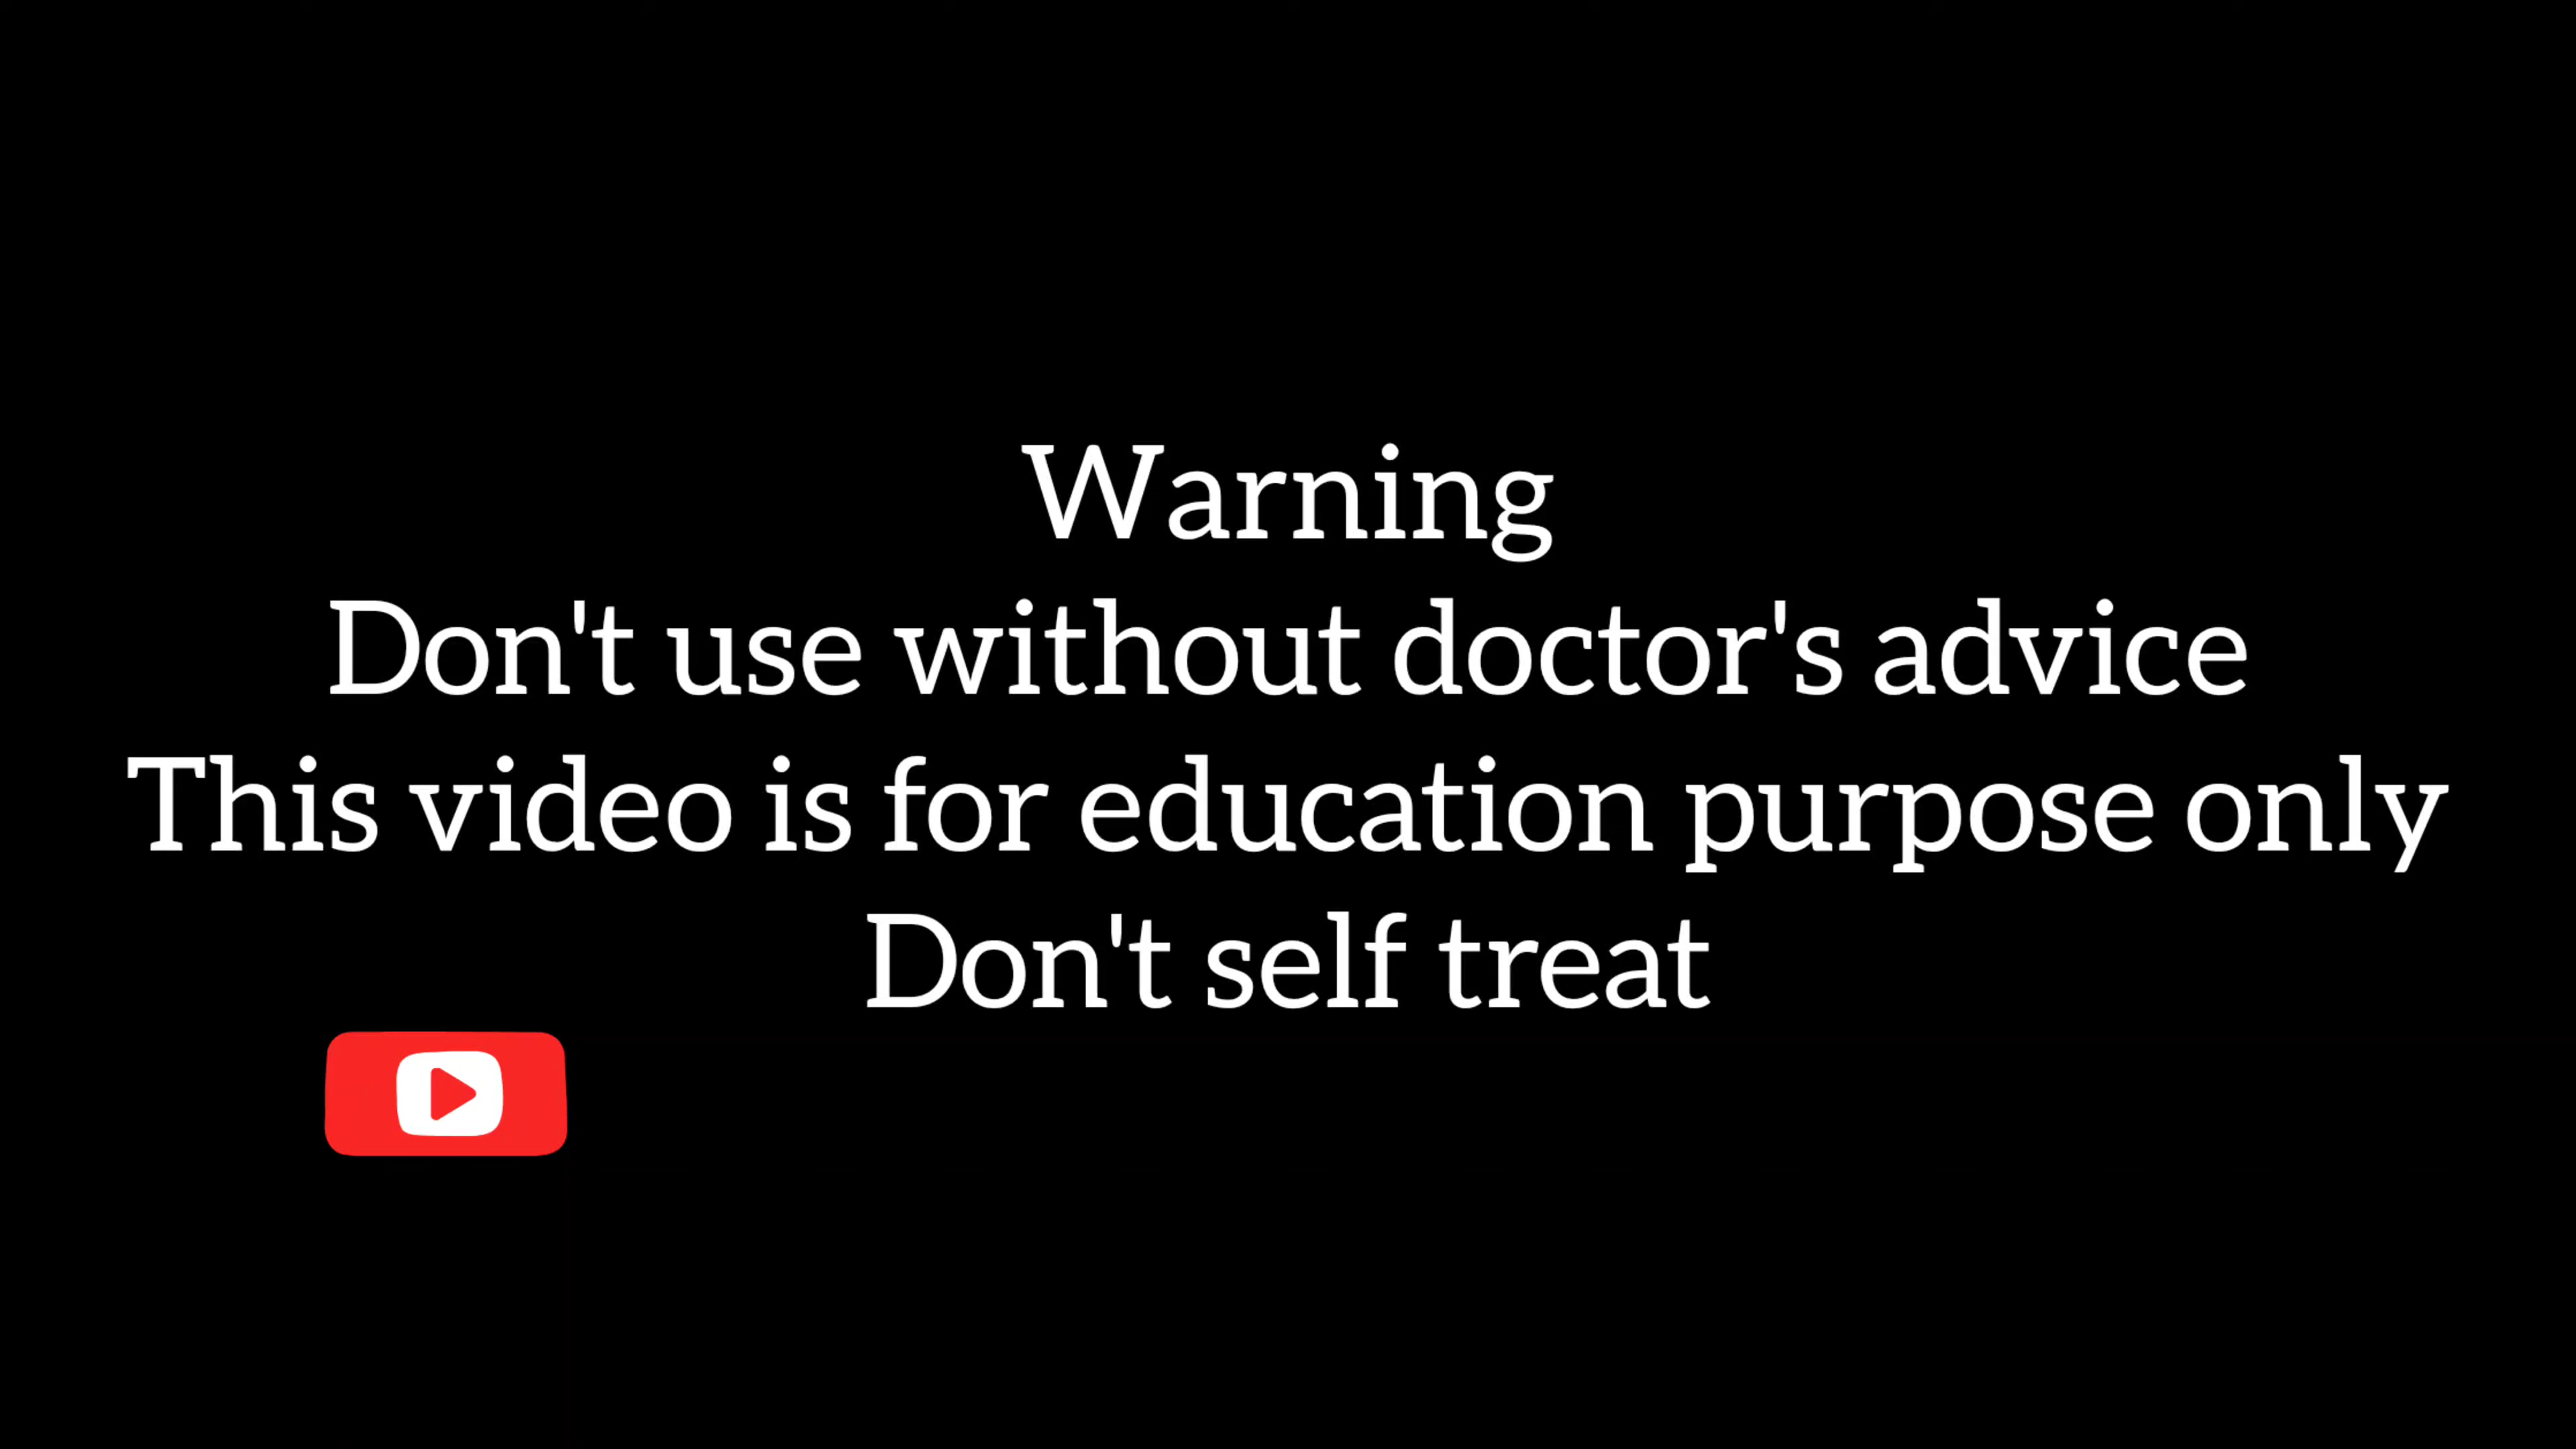 Warning
Don't use without doctor's advice
This video is for education purpose only
Don't self treat